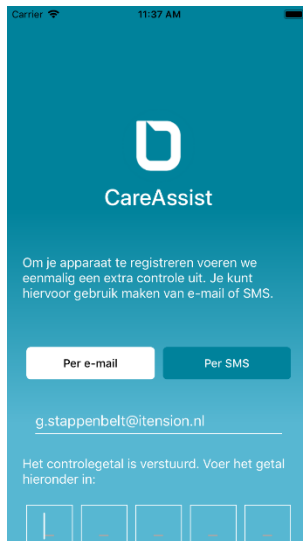 Carrier 11:37 AM
CareAssist
Om je apparaat te registreren voeren we
eenmalig een extra controle uit. Je kunt
hiervoor gebruik maken van e-mail of SMS.
Per e-mail Per SMS
g.stappenbelt@itension.nl
Het controlegetal is verstuurd. Voer het getal
hieronder in: